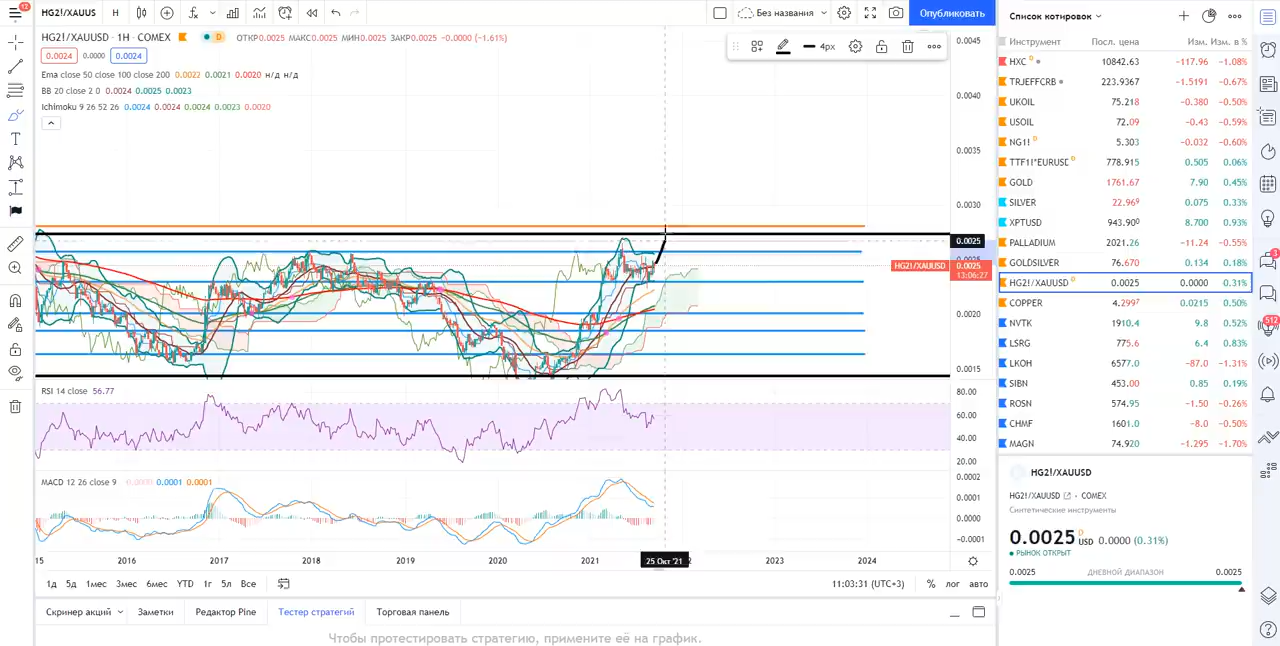 12
HG2!/XAUUS
Н
Без названия
Опубликовать
HG2!/XAUUSD · 1Н · COMEX D ОТКР0.0025 МАКС0.0025 МИН0.0025 ЗАКР0.0025 −0.0000 (−1.61%)
0.0024 0.0000 0.0024
Ema close 50 close 100 close 200 0.0022 0.0021 0.0020 н/д н/д
BB 20 close 2 0 0.0024 0.0025 0.0023
Ichimoku 9 26 52 26 0.0024 0.0024 0.0024 0.0023 0.0020
4px
0.0045
0.0040
0.0035
0.0030
0.0025
HG2!/XAUUSD 0.0025
13:06:27
0.0020
0.0015
RSI 14 close 56.77
80.00
60.00
40.00
20.00
MACD 12 26 close 9 0.0000 0.0001 0.0001
0.0002
0.0001
0.0000
−0.0001
15 2016 2017 2018 2019 2020 2021 25 Окт '21 2 2023 2024
1д 5д 1мес 3мес 6мес YTD 1г 5л Все
11:03:31 (UTC+3) % лог авто
Скринер акций Заметки Редактор Pine Тестер стратегий Торговая панель
Чтобы протестировать стратегию, примените её на график.
Список котировок
Инструмент Посл. цена Изм. Изм. в %
HXC D 10842.63 −117.96 −1.08%
TRJEFFCRB 223.9367 −1.5191 −0.67%
UKOIL 75.218 −0.380 −0.50%
USOIL 72.09 −0.43 −0.59%
NG1! D 5.303 −0.032 −0.60%
TTF1!*EURUSD D 778.915 0.505 0.06%
GOLD 1761.67 7.90 0.45%
SILVER 22.969 0.075 0.33%
XPTUSD 943.900 8.700 0.93%
PALLADIUM 2021.26 −11.24 −0.55%
GOLDSILVER 76.670 0.134 0.18%
HG2!/XAUUSD D 0.0025 0.0000 0.31%
COPPER 4.2997 0.0215 0.50%
NVTK 1910.4 9.8 0.52%
LSRG 775.6 6.4 0.83%
LKOH 6577.0 −87.0 −1.31%
SIBN 453.00 0.85 0.19%
ROSN 574.95 −1.50 −0.26%
CHMF 1601.0 −8.0 −0.50%
MAGN 74.920 −1.295 −1.70%
HG2!/XAUUSD
HG2!/XAUUSD · COMEX
Синтетические инструменты
0.0025 D USD 0.0000 (0.31%)
РЫНОК ОТКРЫТ
0.0025 ДНЕВНОЙ ДИАПАЗОН 0.0025
3
512